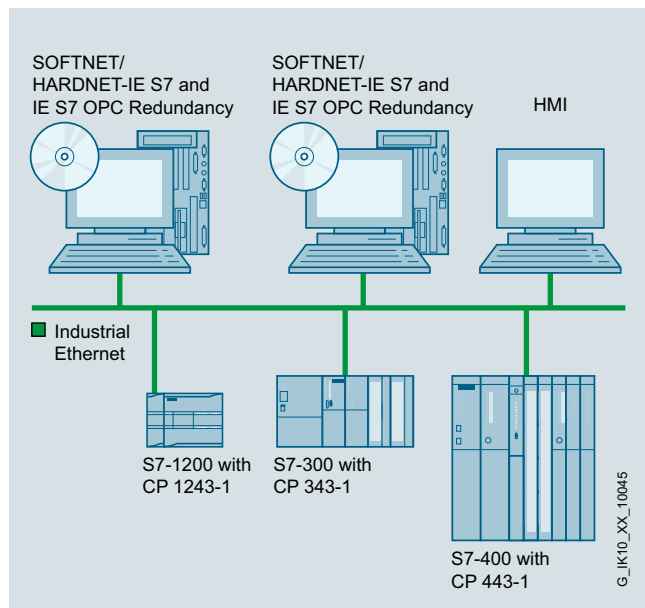 SOFTNET/
HARDNET-IE S7 and
IE S7 OPC Redundancy
SOFTNET/
HARDNET-IE S7 and
IE S7 OPC Redundancy
HMI
Industrial
Ethernet
S7-1200 with
CP 1243-1
S7-300 with
CP 343-1
S7-400 with
CP 443-1
G_IK10_XX_10045